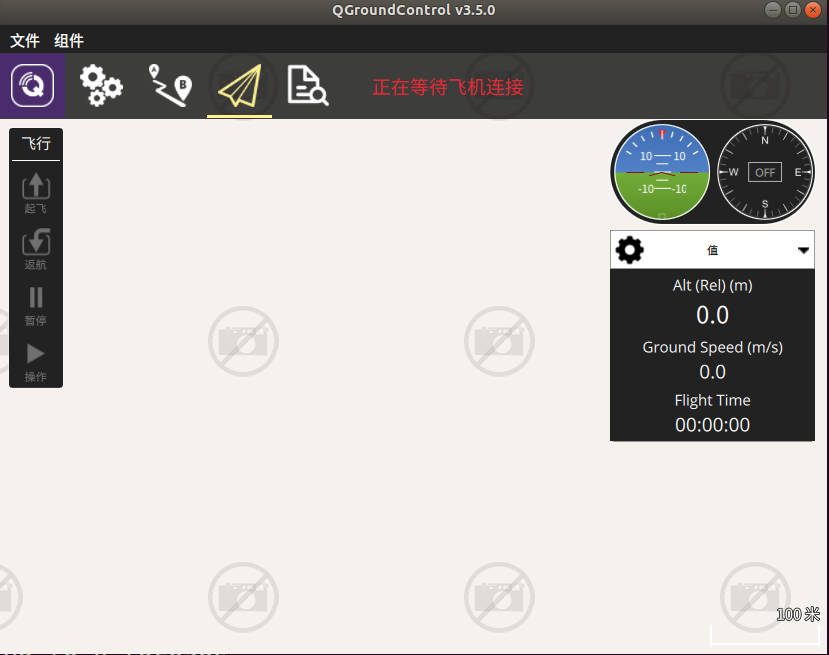 QGroundControl v3.5.0
文件 组件
正在等待飞机连接
飞行
起飞
返航
暂停
操作
10 10
-10 -10
N
W OFF E
S
值
Alt (Rel) (m)
0.0
Ground Speed (m/s)
0.0
Flight Time
00:00:00
100 米